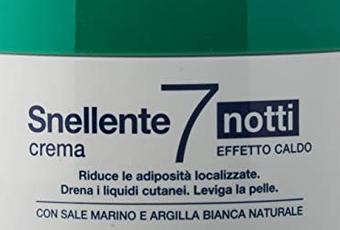 Snellente 7 notti
crema EFFETTO CALDO
Riduce le adiposità localizzate.
Drena i liquidi cutanei. Leviga la pelle.
CON SALE MARINO E ARGILLA BIANCA NATURALE